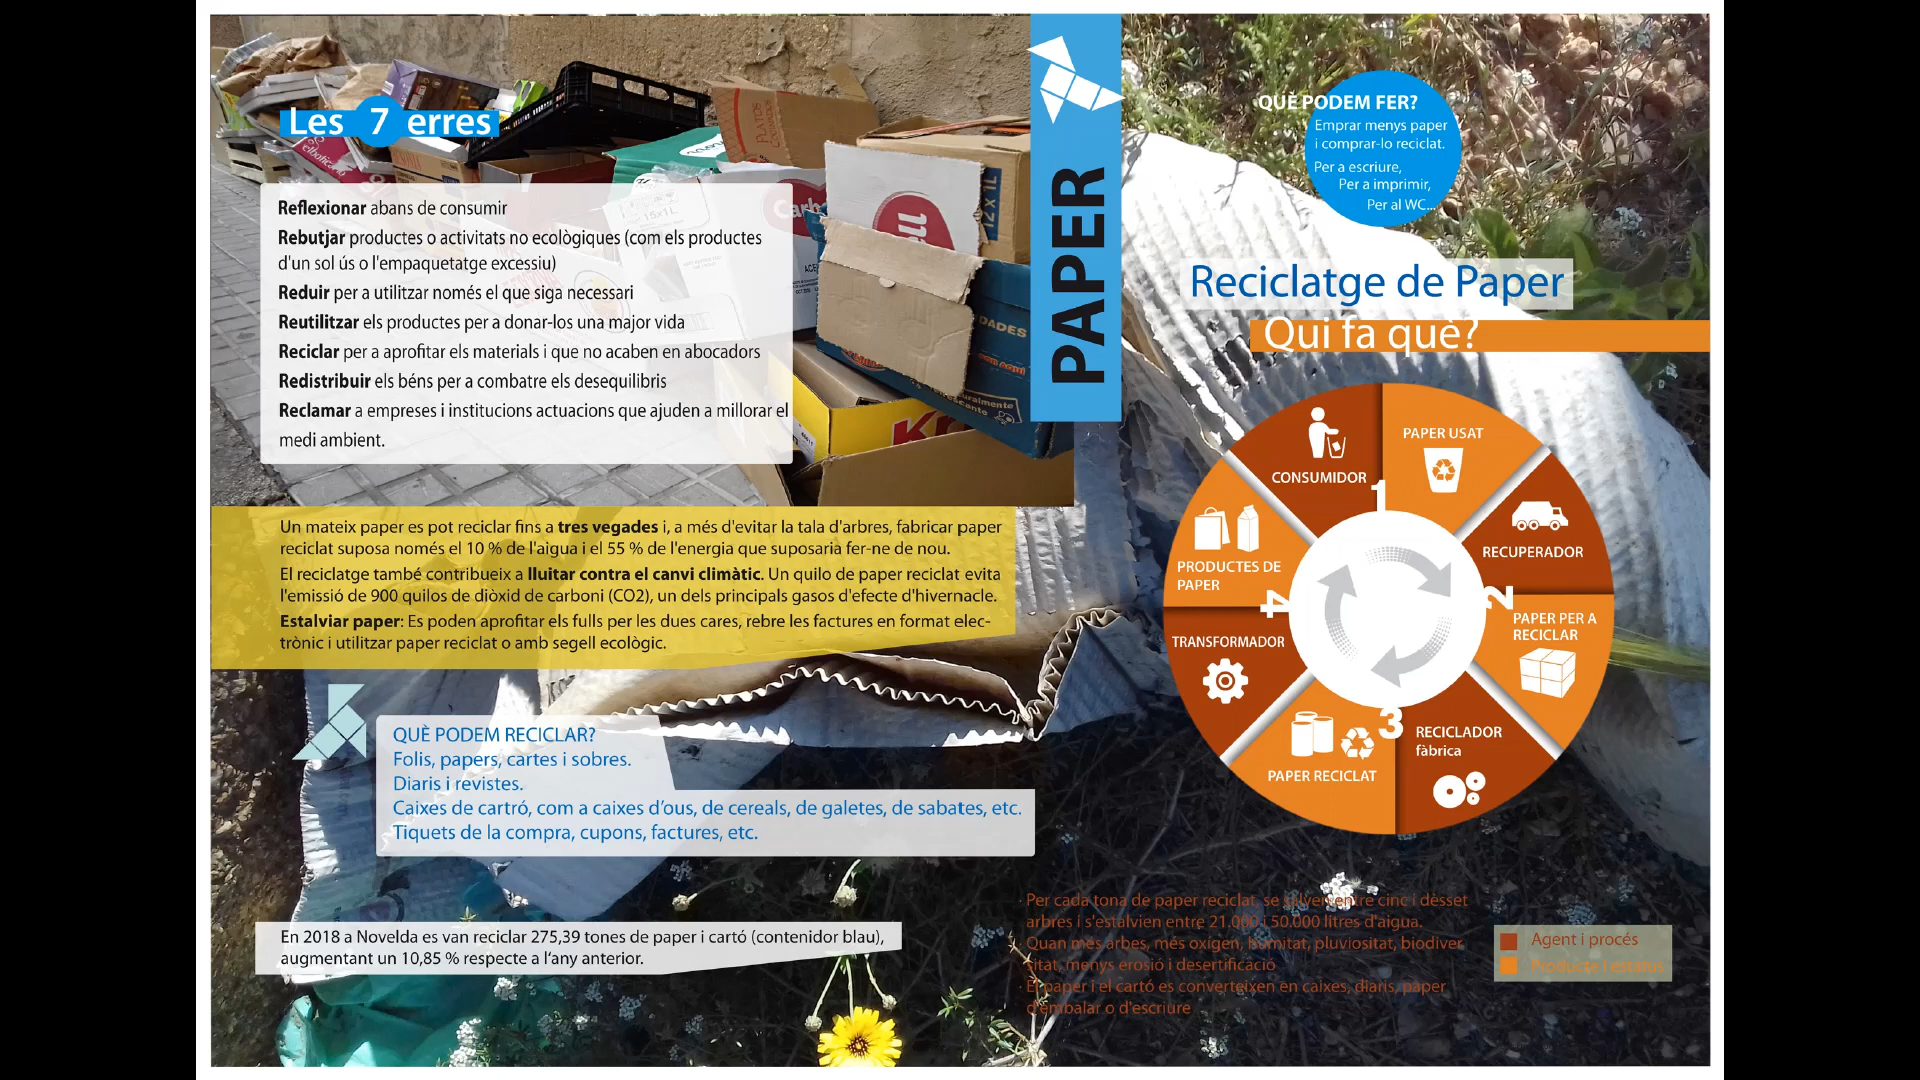 Les 7 erres
Reflexionar abans de consumir
Rebutjar productes o activitats no ecològiques (com els productes
d'un sol ús o l'empaquetatge excessiu)
Reduir per a utilitzar només el que siga necessari
Reutilitzar els productes per a donar-los una major vida
Reciclar per a aprofitar els materials i que no acaben en abocadors
Redistribuir els béns per a combatre els desequilibris
Reclamar a empreses i institucions actuacions que ajuden a millorar el
medi ambient.
Un mateix paper es pot reciclar fins a tres vegades i, a més d'evitar la tala d'arbres, fabricar paper
reciclat suposa només el 10 % de l'aigua i el 55 % de l'energia que suposaria fer-ne de nou.
El reciclatge també contribueix a lluitar contra el canvi climàtic. Un quilo de paper reciclat evita
l'emissió de 900 quilos de diòxid de carboni (CO2), un dels principals gasos d'efecte d'hivernacle.
Estalviar paper: Es poden aprofitar els fulls per les dues cares, rebre les factures en format elec-
trònic i utilitzar paper reciclat o amb segell ecològic.
QUÈ PODEM RECICLAR?
Folis, papers, cartes i sobres.
Diaris i revistes.
Caixes de cartró, com a caixes d'ous, de cereals, de galetes, de sabates, etc.
Tiquets de la compra, cupons, factures, etc.
En 2018 a Novelda es van reciclar 275,39 tones de paper i cartó (contenidor blau),
augmentant un 10,85 % respecte a l'any anterior.
PAPER
QUÈ PODEM FER?
Emprar menys paper
i comprar-lo reciclat.
Per a escriure,
Per a imprimir,
Per al WC...
Reciclatge de Paper
Qui fa què?
CONSUMIDOR
1
PAPER USAT
RECUPERADOR
2
PAPER PER A
RECICLAR
RECICLADOR
fàbrica
3
PAPER RECICLAT
TRANSFORMADOR
4
PRODUCTES DE
PAPER
· Per cada tona de paper reciclat se salven entre cinc i dèsset
arbres i s'estalvien entre 21.000 i 50.000 litres d'aigua.
· Quan més arbes, més oxigen, humitat, pluviositat, biodiver
sitat, menys erosió i desertificació
· El paper i el cartó es converteixen en caixes, diaris, paper
d'embalar o d'escriure
Agent i procés
Producte i estatus